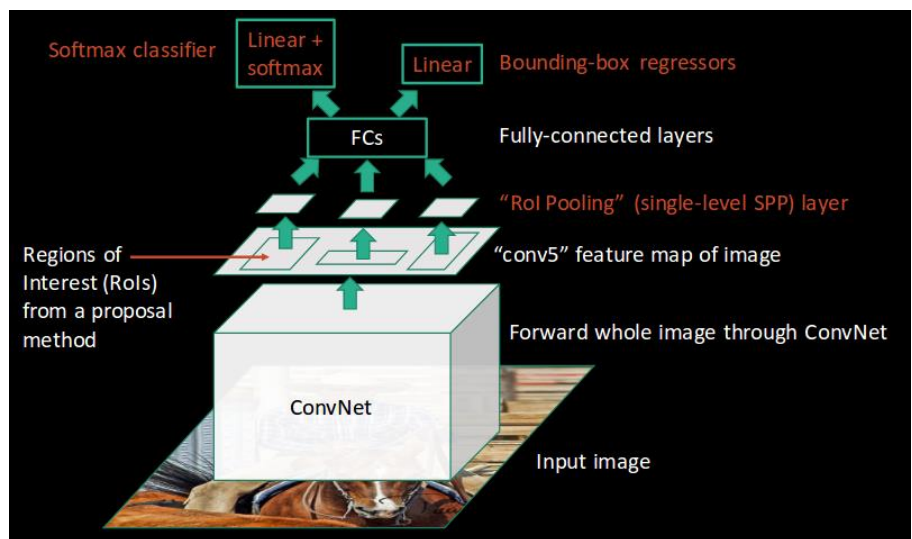 Softmax classifier
Linear +
softmax
Linear
Bounding-box regressors
FCs
Fully-connected layers
“RoI Pooling” (single-level SPP) layer
Regions of
Interest (RoIs)
from a proposal
method
“conv5” feature map of image
Forward whole image through ConvNet
ConvNet
Input image